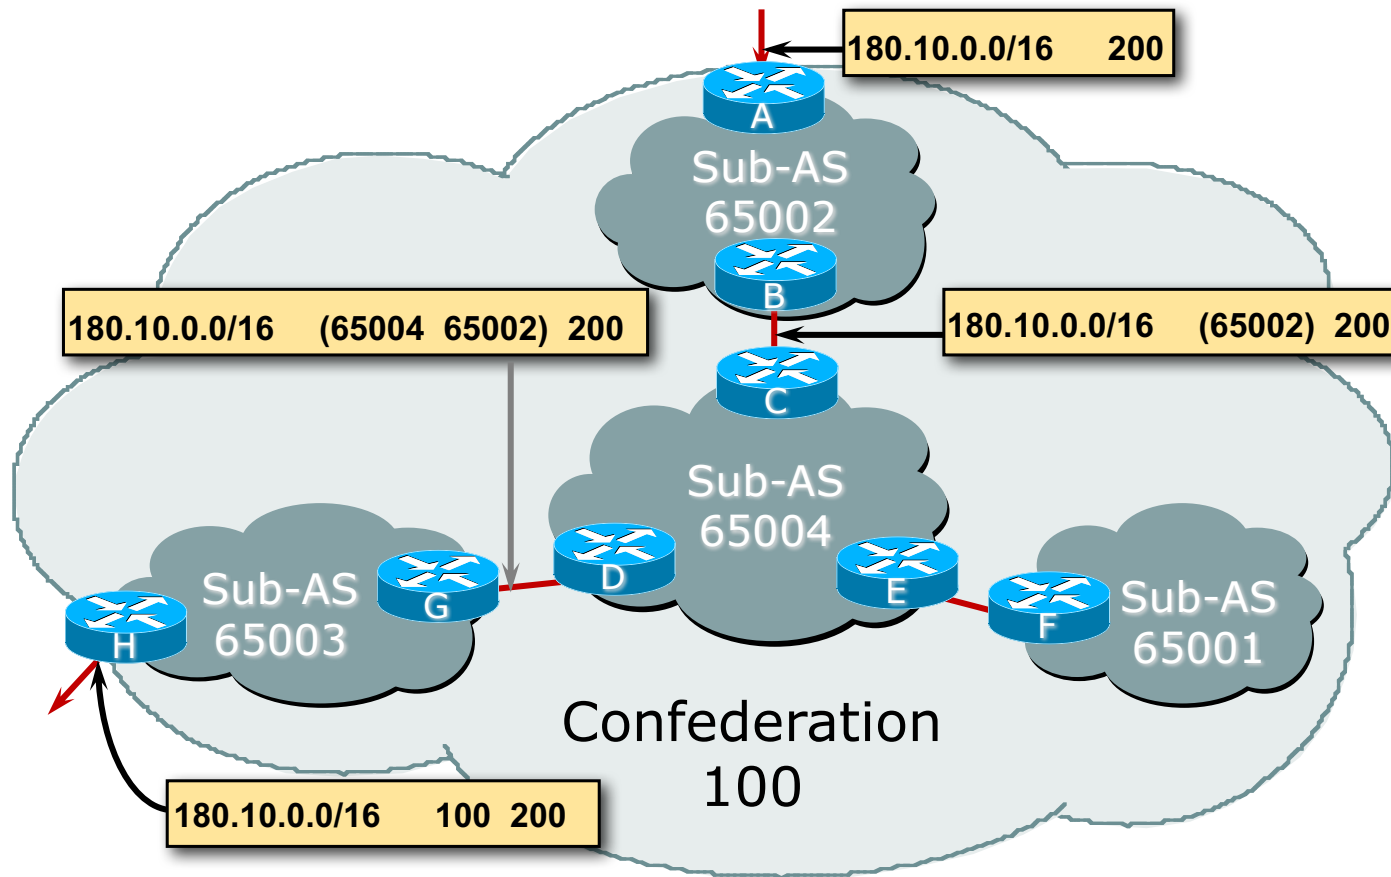 180.10.0.0/16 200
A
Sub-AS
65002
B
180.10.0.0/16 (65004 65002) 200
180.10.0.0/16 (65002) 200
C
Sub-AS
65004
D
E
Sub-AS
65003
G
H
F
Sub-AS
65001
Confederation
100
180.10.0.0/16 100 200